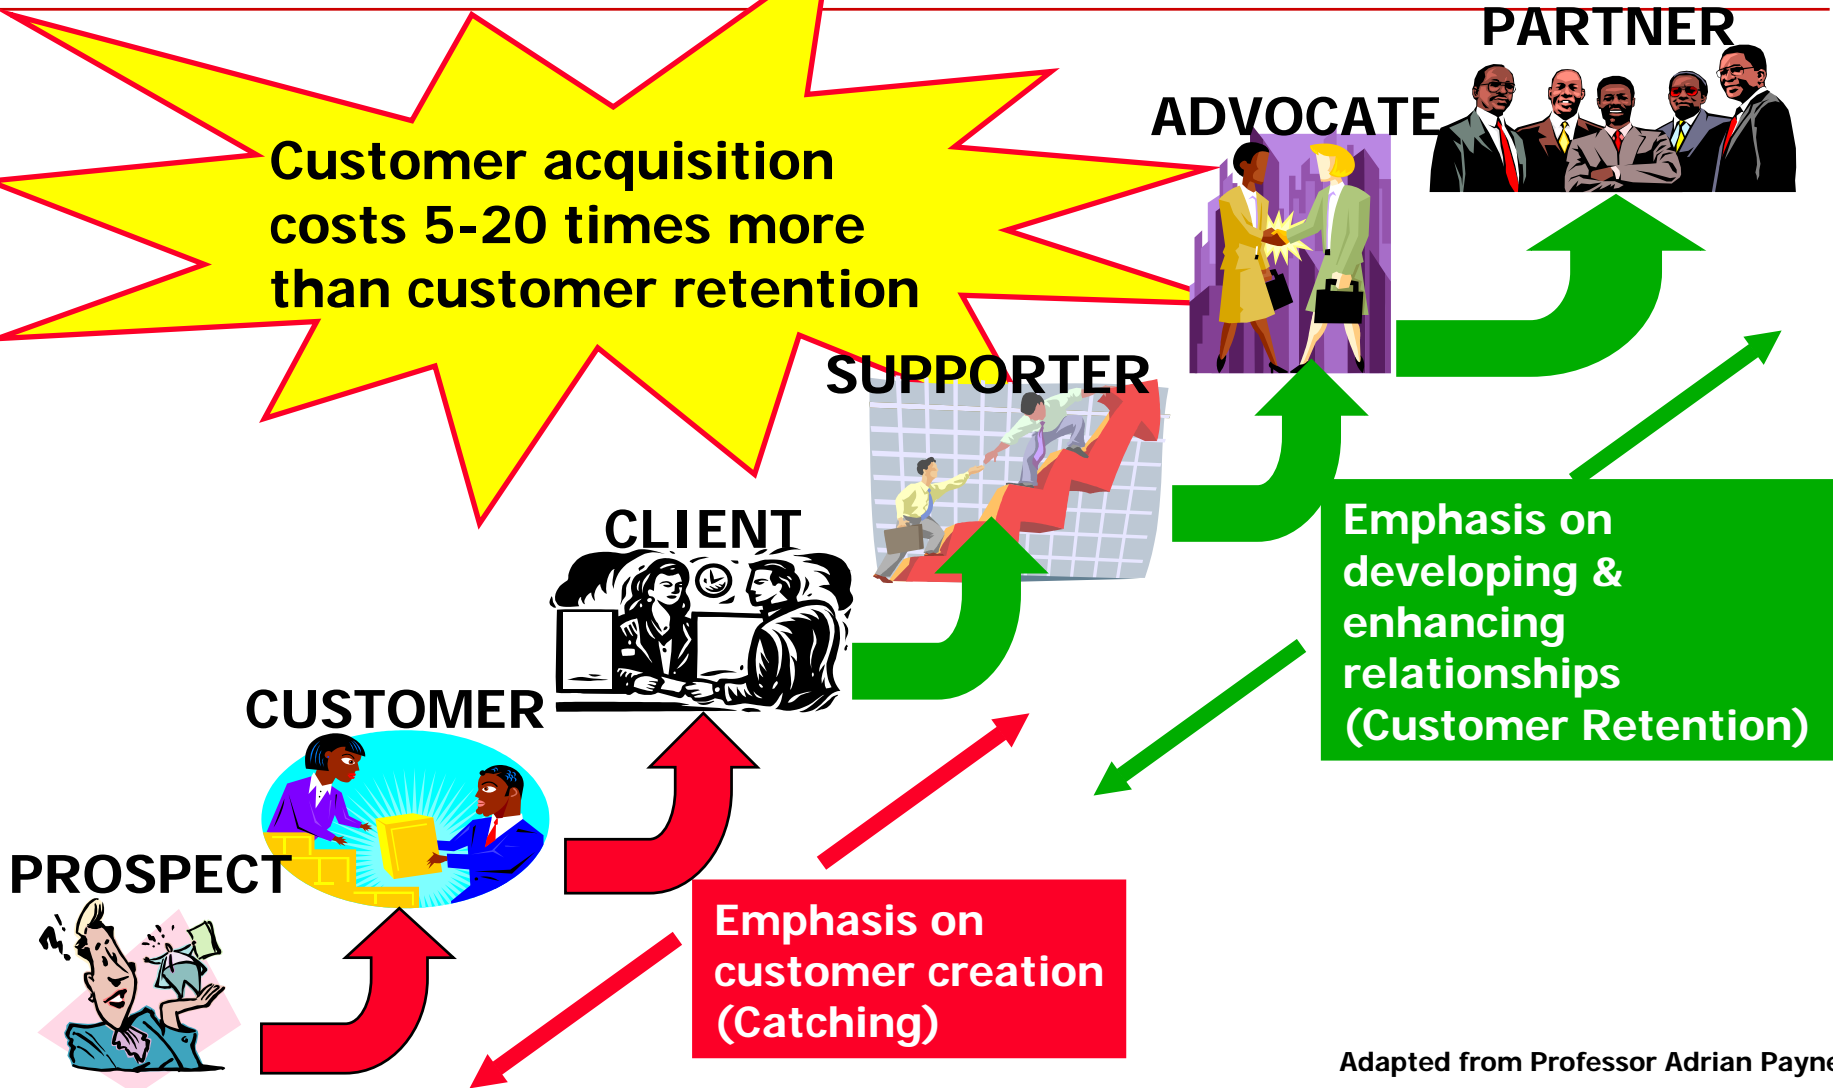 PARTNER
ADVOCATE
Customer acquisition
costs 5-20 times more
than customer retention
SUPPORTER
CLIENT
Emphasis on
developing &
enhancing
relationships
(Customer Retention)
CUSTOMER
PROSPECT
Emphasis on
customer creation
(Catching)
Adapted from Professor Adrian Payne